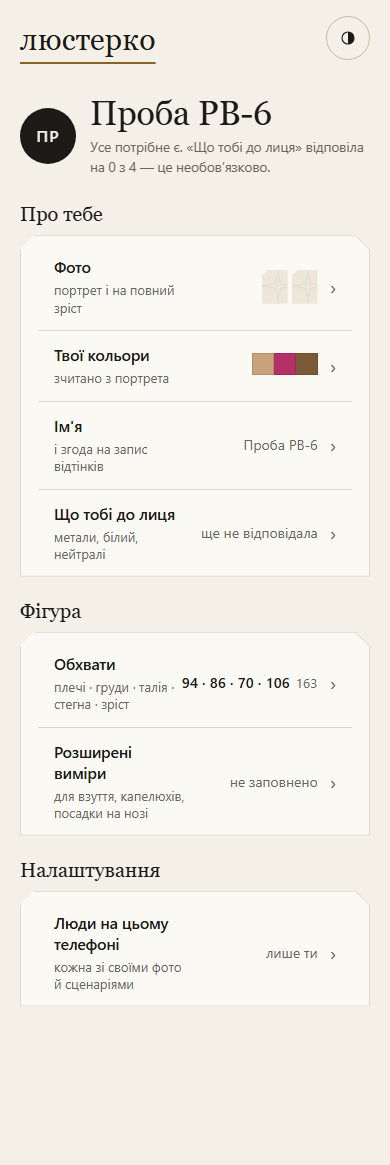 люстерко
ПР
Проба РВ-6
Усе потрібне є. «Що тобі до лиця» відповіла
на 0 з 4 — це необов'язково.
Про тебе
Фото
портрет і на повний
зріст
›
Твої кольори
зчитано з портрета
›
Ім'я
і згода на запис
відтінків
Проба РВ-6 ›
Що тобі до лиця
метали, білий,
нейтралі
ще не відповідала ›
Фігура
Обхвати
плечі · груди · талія ·
стегна · зріст
94 · 86 · 70 · 106 163 ›
Розширені
виміри
для взуття, капелюхів,
посадки на нозі
не заповнено ›
Налаштування
Люди на цьому
телефоні
кожна зі своїми фото
й сценаріями
лише ти ›